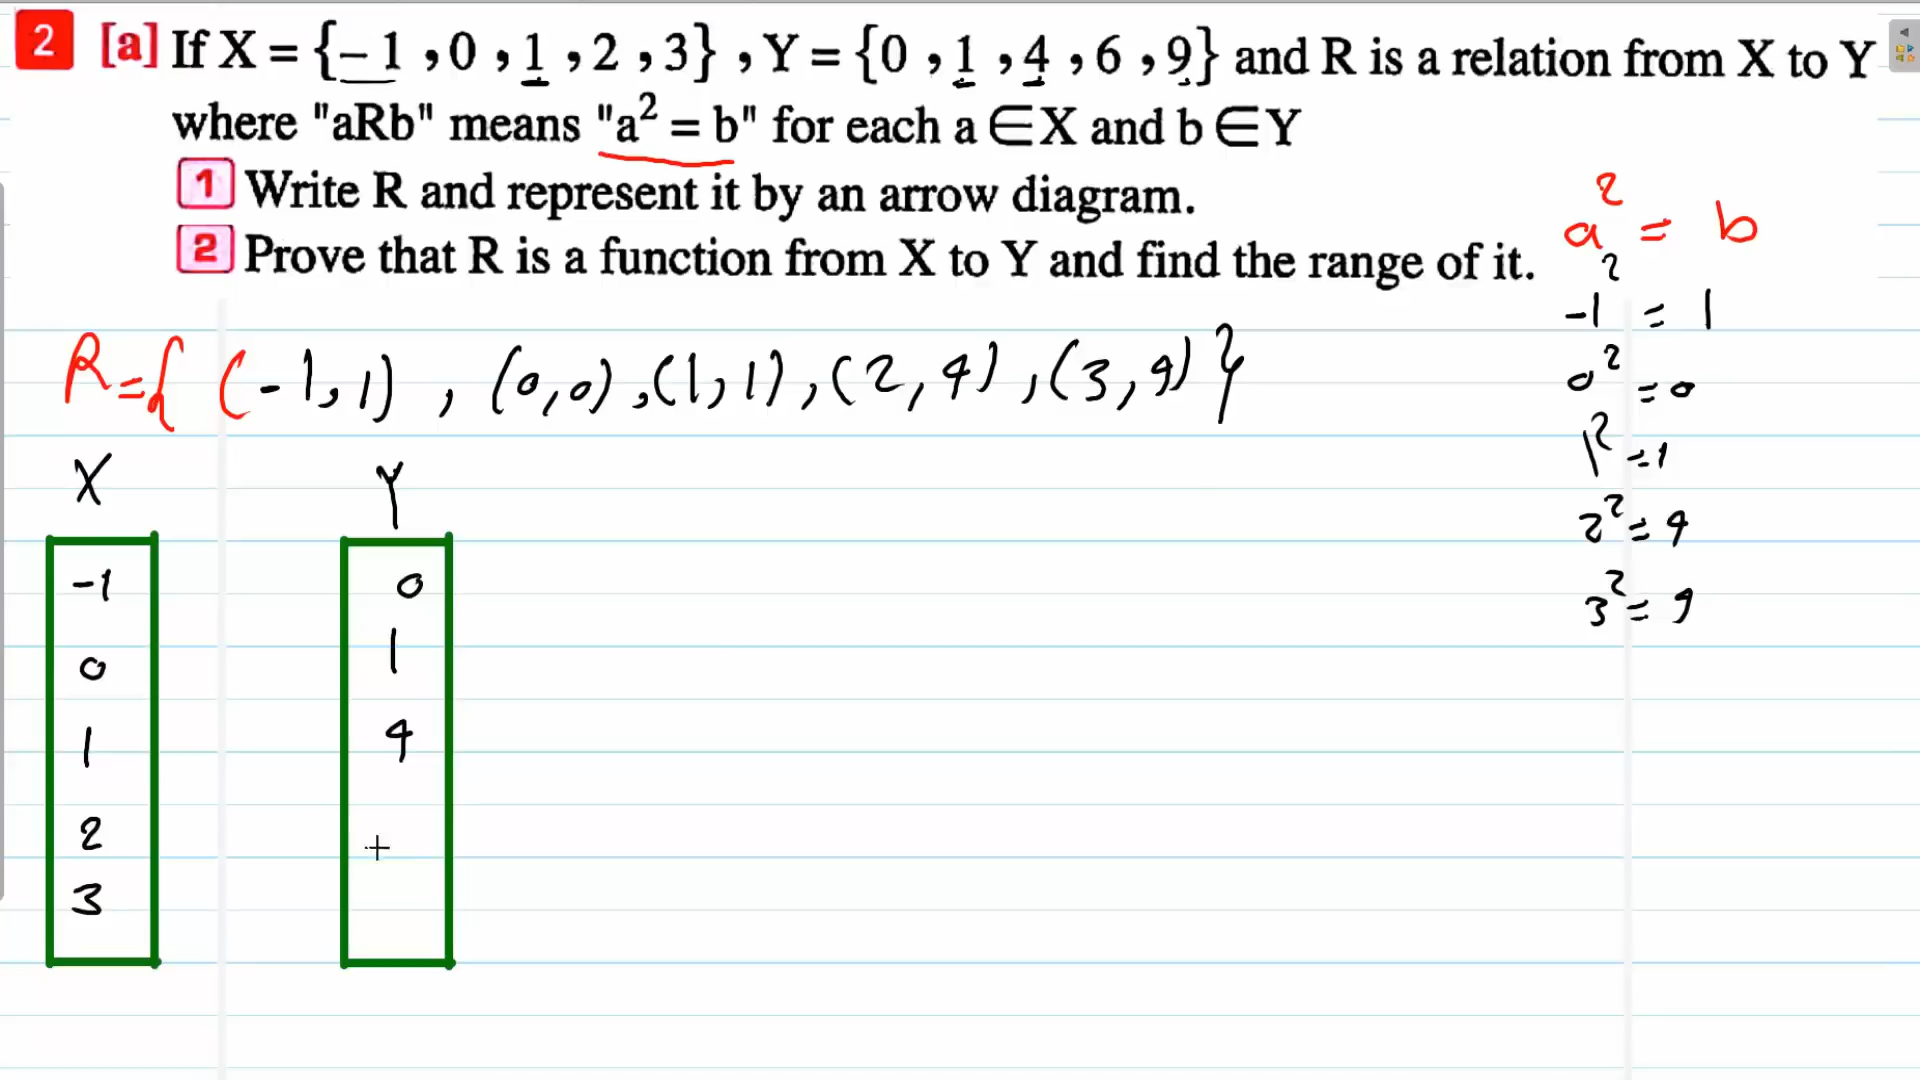 2 [a] If X = {– 1 , 0 , 1 , 2 , 3} , Y = {0 , 1 , 4 , 6 , 9} and R is a relation from X to Y
where "aRb" means "a² = b" for each a ∈ X and b ∈ Y
1 Write R and represent it by an arrow diagram.
2 Prove that R is a function from X to Y and find the range of it.
a² = b
-1² = 1
0² = 0
1² = 1
2² = 4
3² = 9
R = { (-1,1) , (0,0) , (1,1) , (2,4) , (3,9) }
X Y
-1 0
0 1
1 4
2
3